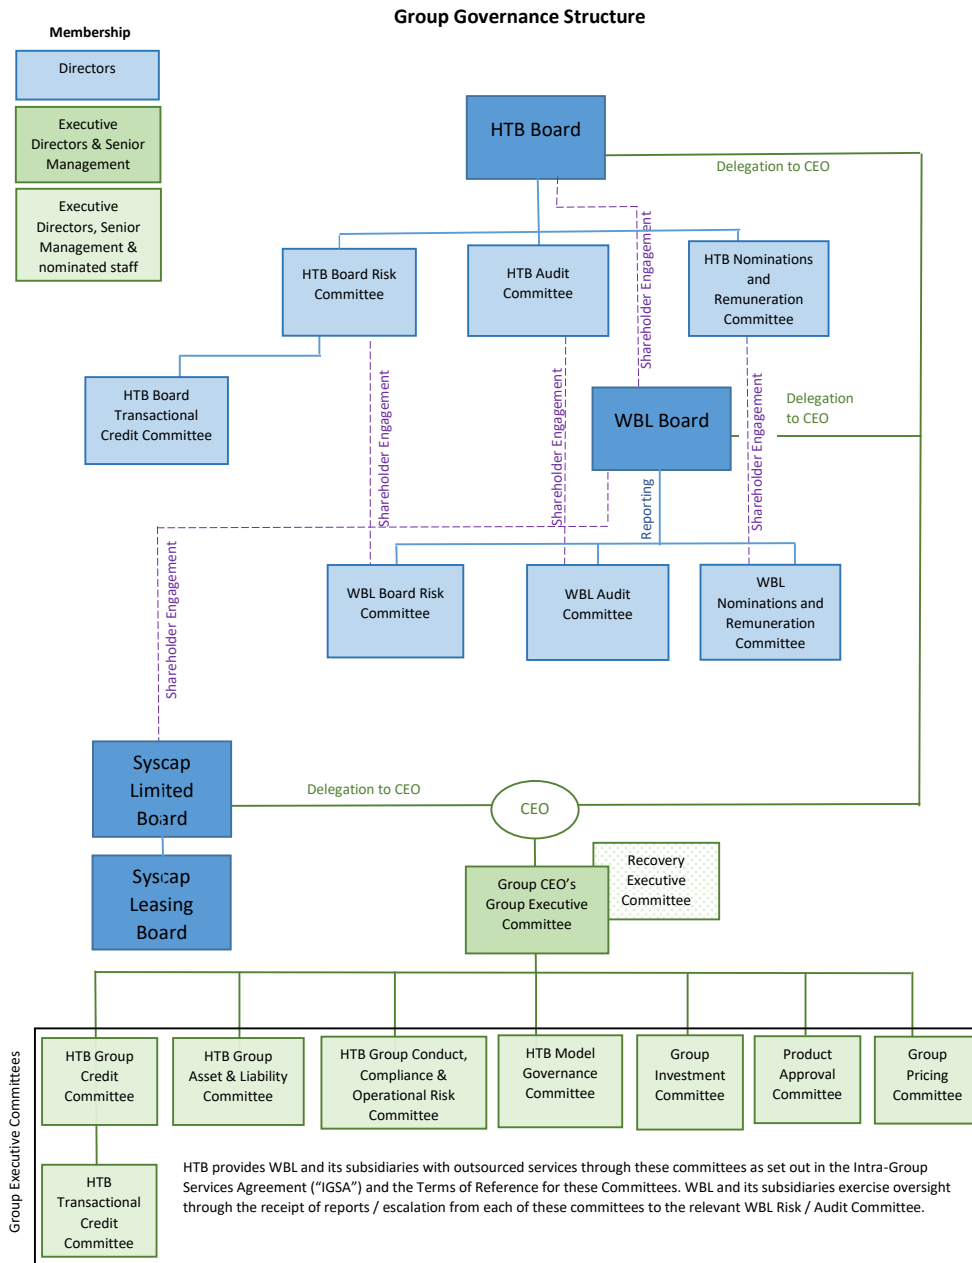 Group Governance Structure
Membership
Directors
Executive
Directors & Senior
Management
Executive
Directors, Senior
Management &
nominated staff
HTB Board
Delegation to CEO
Shareholder Engagement
HTB Board Risk
Committee
HTB Audit
Committee
HTB Nominations
and
Remuneration
Committee
HTB Board
Transactional
Credit Committee
Shareholder Engagement
Shareholder Engagement
Shareholder Engagement
WBL Board
Delegation
to CEO
Reporting
Shareholder Engagement
WBL Board Risk
Committee
WBL Audit
Committee
WBL
Nominations and
Remuneration
Committee
Syscap
Limited
Board
Delegation to CEO
CEO
Syscap
Leasing
Board
Group CEO's
Group Executive
Committee
Recovery
Executive
Committee
Group Executive Committees
HTB Group
Credit
Committee
HTB Group
Asset & Liability
Committee
HTB Group Conduct,
Compliance &
Operational Risk
Committee
HTB Model
Governance
Committee
Group
Investment
Committee
Product
Approval
Committee
Group
Pricing
Committee
HTB
Transactional
Credit
Committee
HTB provides WBL and its subsidiaries with outsourced services through these committees as set out in the Intra-Group
Services Agreement (“IGSA”) and the Terms of Reference for these Committees. WBL and its subsidiaries exercise oversight
through the receipt of reports / escalation from each of these committees to the relevant WBL Risk / Audit Committee.